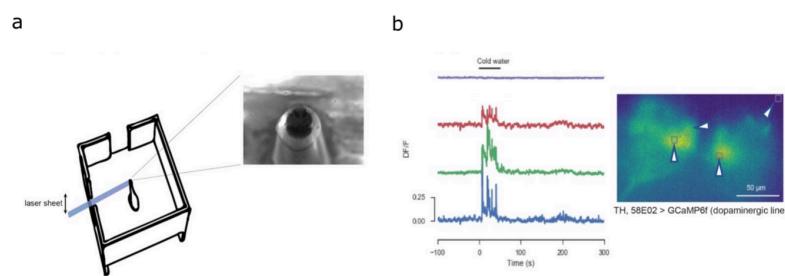 a
b
laser sheet
Cold water
DF/F
0.25
0.00
−100
0
100
200
300
Time (s)
50 µm
TH, 58E02 > GCaMP6f (dopaminergic line